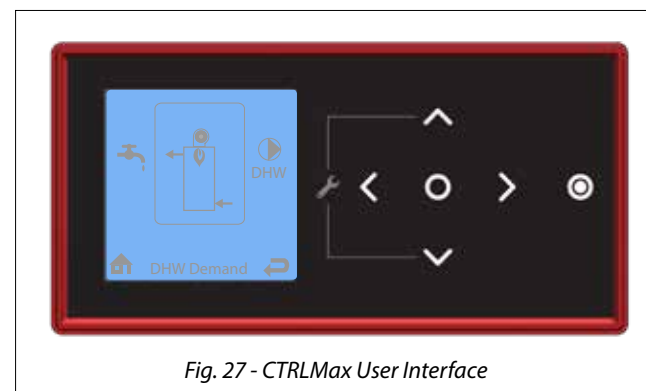 DHW
DHW Demand
Fig. 27 - CTRLMax User Interface